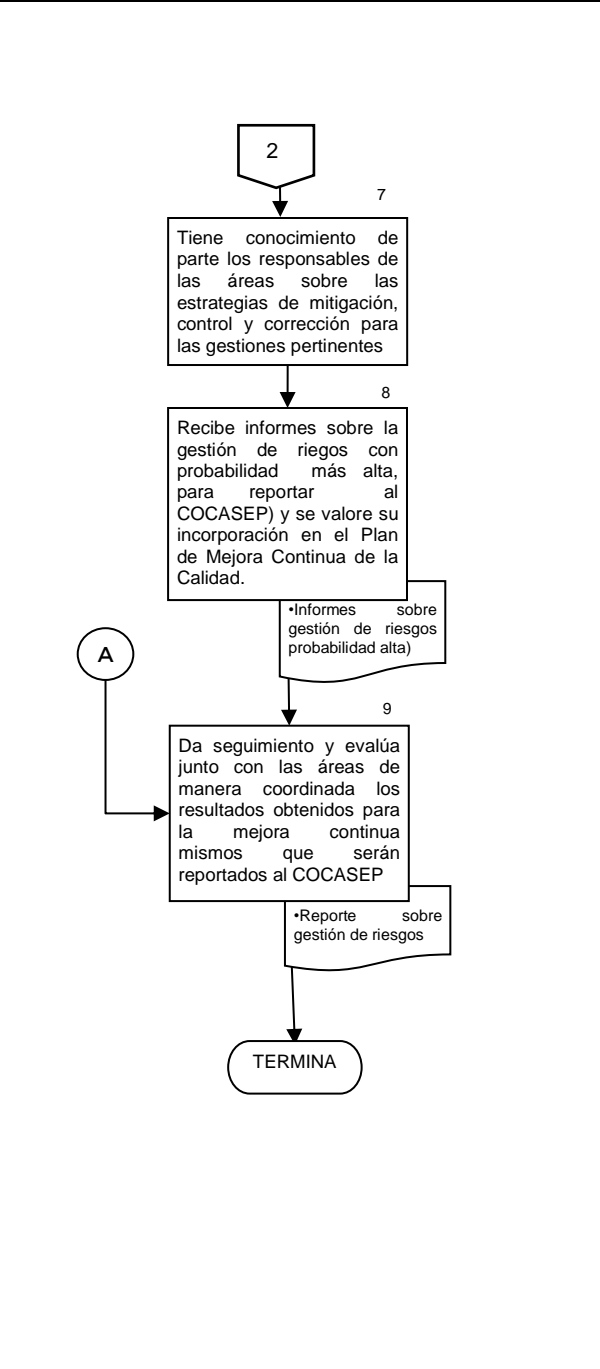 2
7
Tiene conocimiento de
parte los responsables de
las áreas sobre las
estrategias de mitigación,
control y corrección para
las gestiones pertinentes
8
Recibe informes sobre la
gestión de riegos con
probabilidad más alta,
para reportar al
COCASEP) y se valore su
incorporación en el Plan
de Mejora Continua de la
Calidad.
•Informes sobre
gestión de riesgos
probabilidad alta)
A
9
Da seguimiento y evalúa
junto con las áreas de
manera coordinada los
resultados obtenidos para
la mejora continua
mismos que serán
reportados al COCASEP
•Reporte sobre
gestión de riesgos
TERMINA